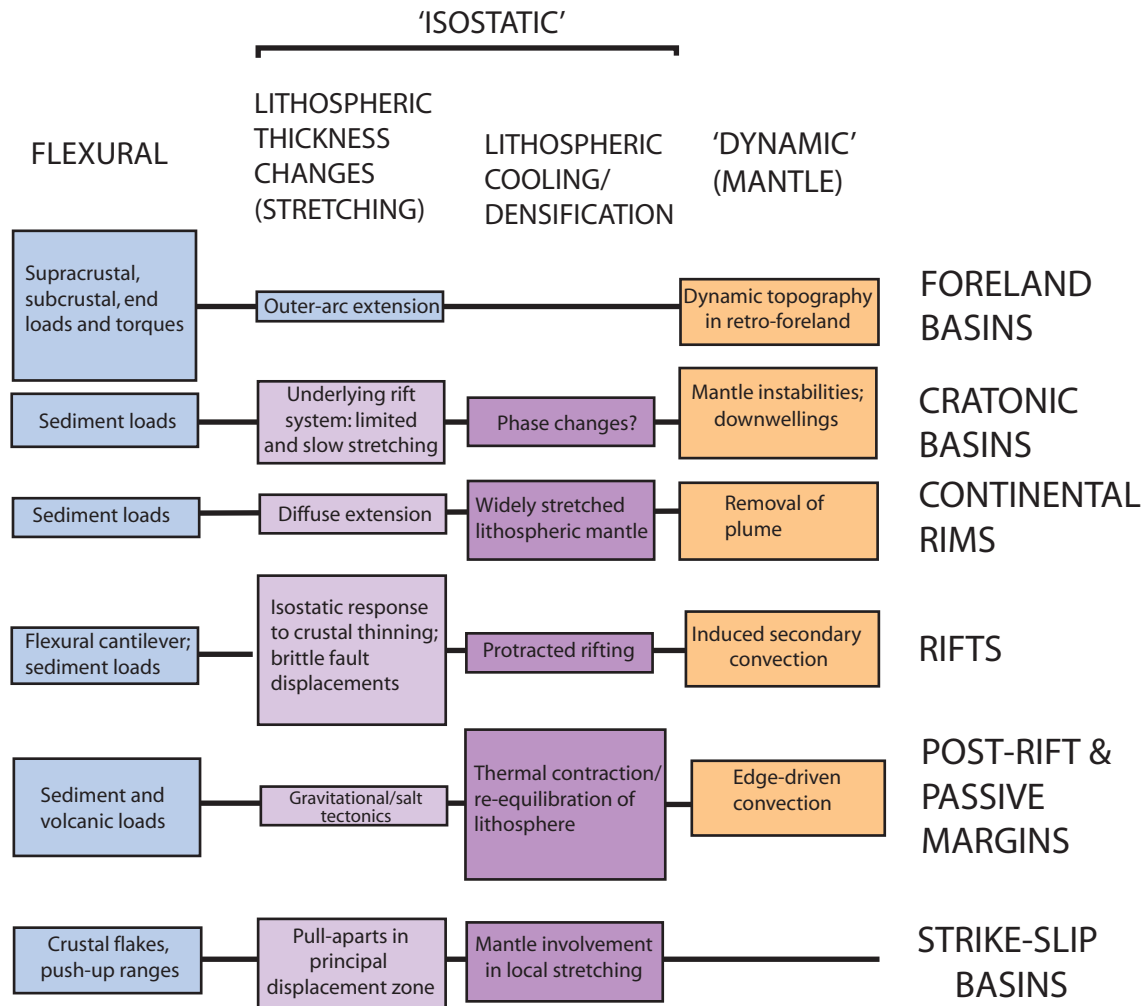 'ISOSTATIC'
FLEXURAL
LITHOSPHERIC
THICKNESS
CHANGES
(STRETCHING)
LITHOSPHERIC
COOLING/
DENSIFICATION
'DYNAMIC'
(MANTLE)
Supracrustal,
subcrustal, end
loads and torques
Outer-arc extension
Dynamic topography
in retro-foreland
FORELAND
BASINS
Sediment loads
Underlying rift
system: limited
and slow stretching
Phase changes?
Mantle instabilities;
downwellings
CRATONIC
BASINS
Sediment loads
Diffuse extension
Widely stretched
lithospheric mantle
Removal of
plume
CONTINENTAL
RIMS
Flexural cantilever;
sediment loads
Isostatic response
to crustal thinning;
brittle fault
displacements
Protracted rifting
Induced secondary
convection
RIFTS
Sediment and
volcanic loads
Gravitational/salt
tectonics
Thermal contraction/
re-equilibration of
lithosphere
Edge-driven
convection
POST-RIFT &
PASSIVE
MARGINS
Crustal flakes,
push-up ranges
Pull-aparts in
principal
displacement zone
Mantle involvement
in local stretching
STRIKE-SLIP
BASINS